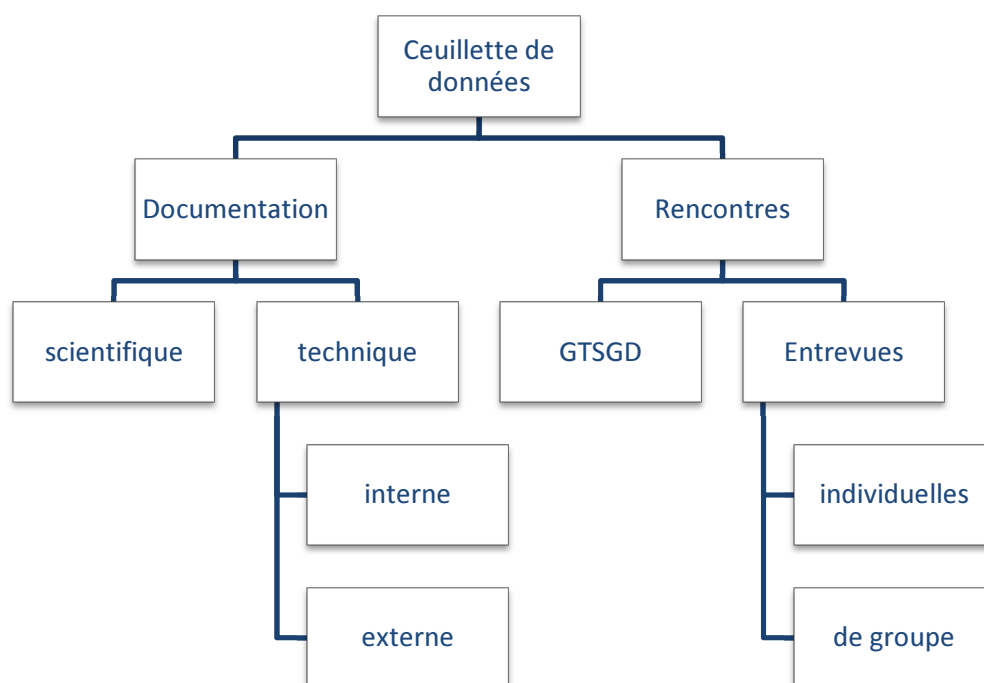 Ceuillette de
données
Documentation
Rencontres
scientifique
technique
GTSGD
Entrevues
interne
individuelles
externe
de groupe